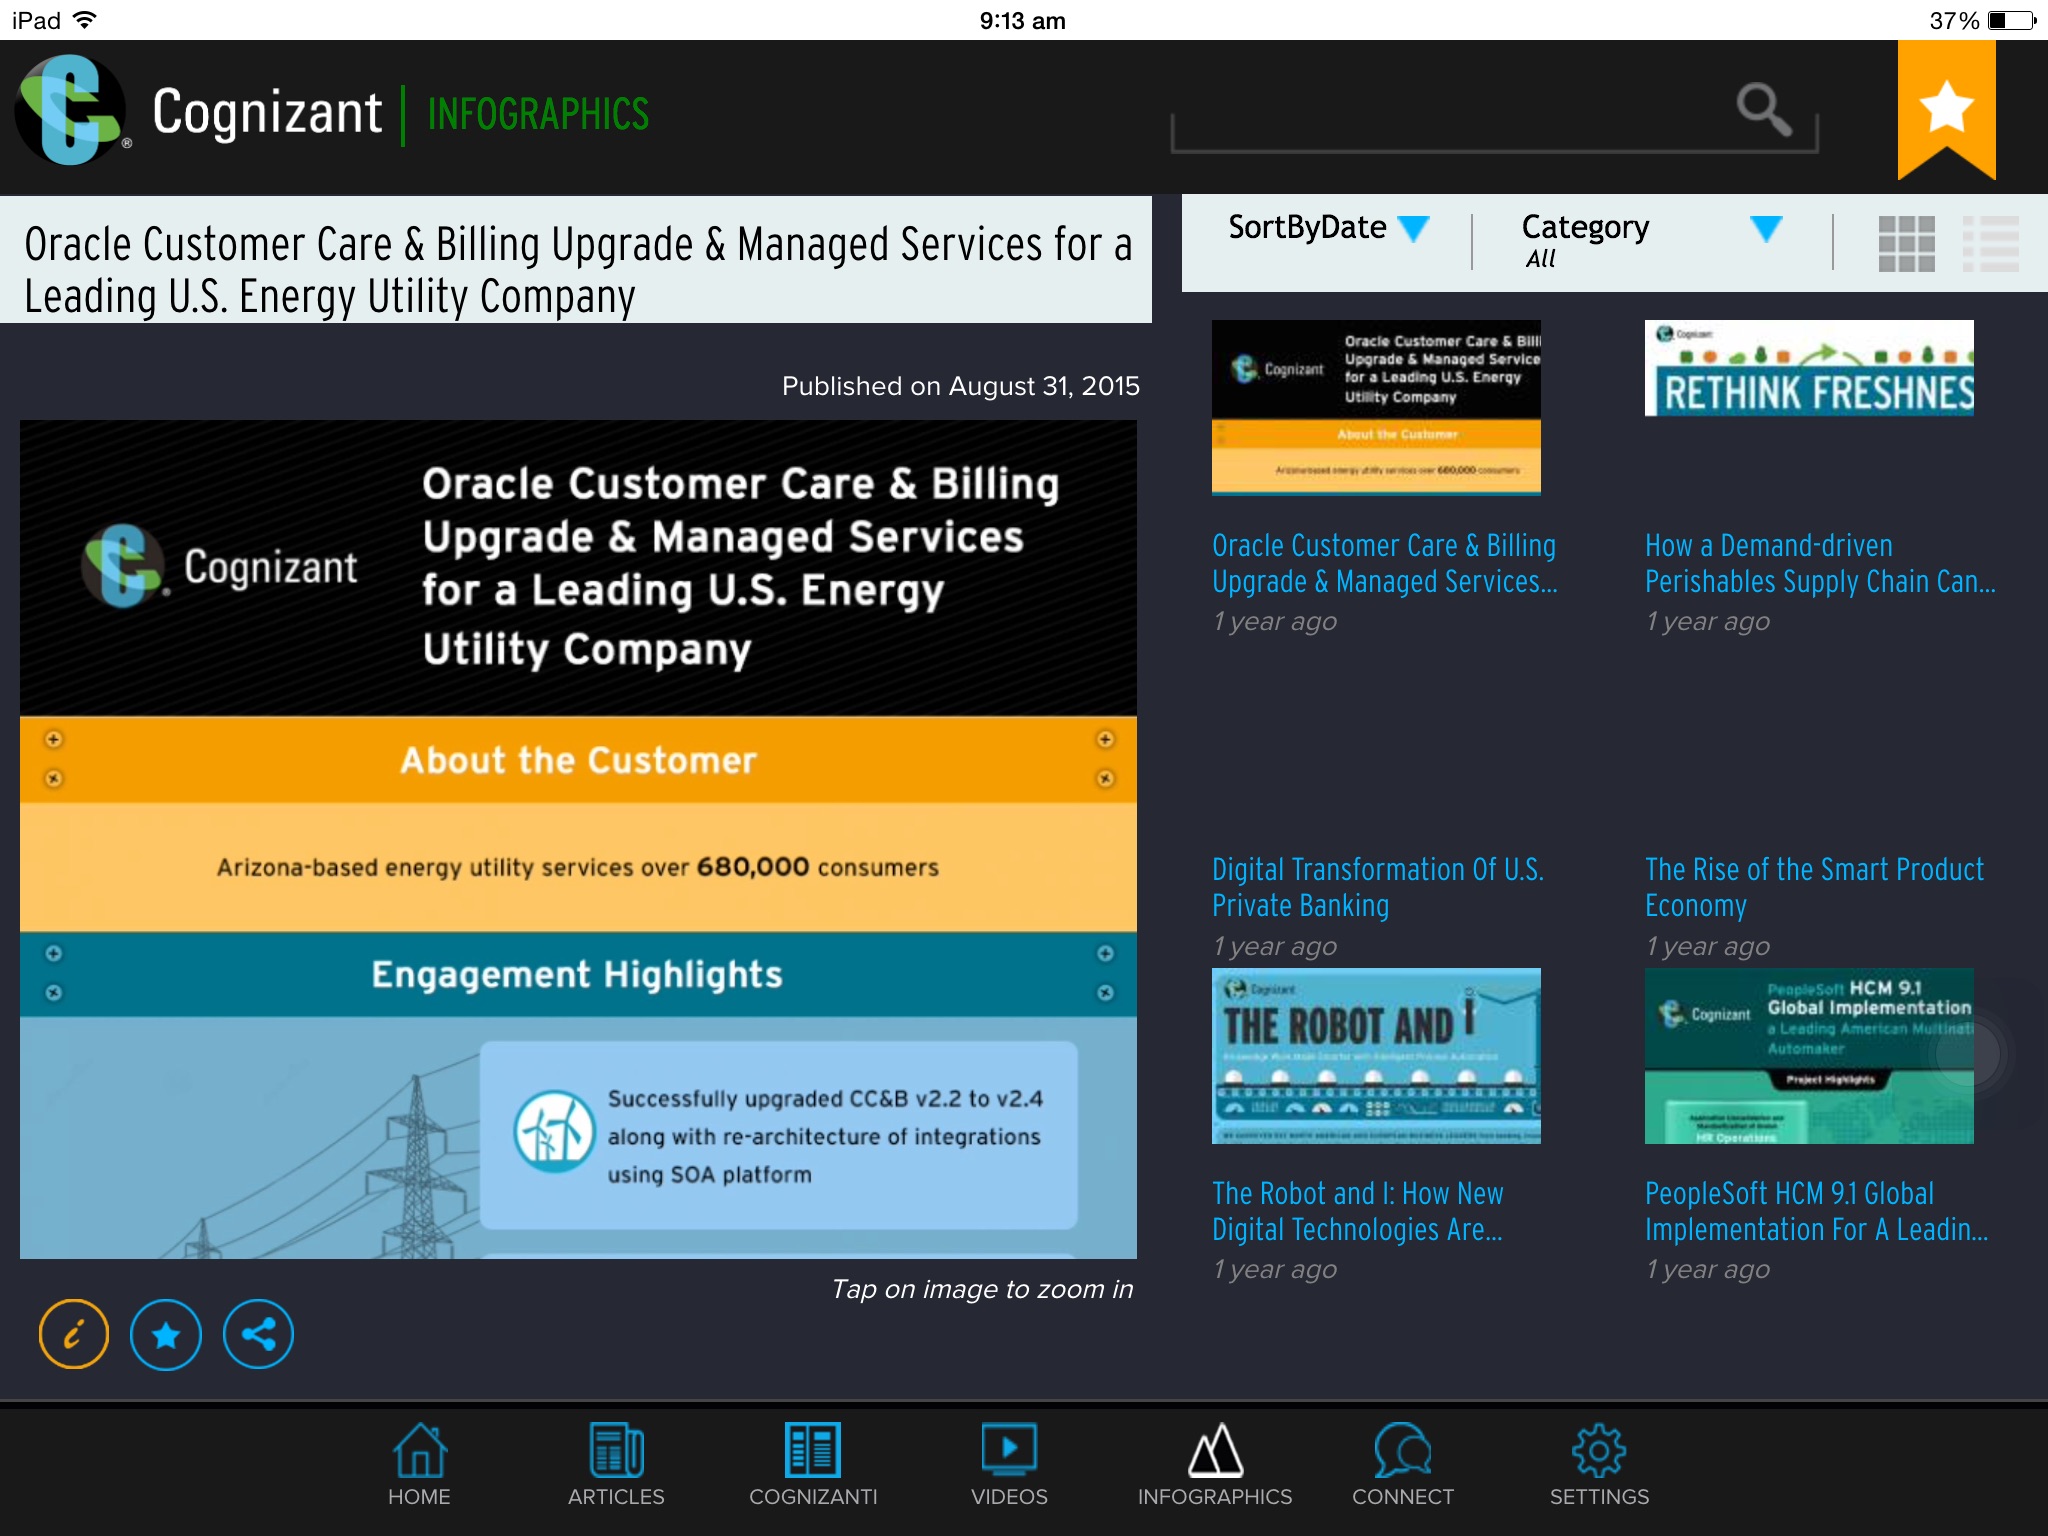 iPad
9:13 am
37%
Cognizant
INFOGRAPHICS
Oracle Customer Care & Billing Upgrade & Managed Services for a
Leading U.S. Energy Utility Company
Published on August 31, 2015
Cognizant
Oracle Customer Care & Billing
Upgrade & Managed Services
for a Leading U.S. Energy
Utility Company
About the Customer
Arizona-based energy utility services over 680,000 consumers
Engagement Highlights
Successfully upgraded CC&B v2.2 to v2.4
along with re-architecture of integrations
using SOA platform
Tap on image to zoom in
SortByDate
Category
All
Cognizant
Oracle Customer Care & Billi
Upgrade & Managed Service
for a Leading U.S. Energy
Utility Company
About the Customer
Arizona-based energy utility services over 680,000 consumers
Oracle Customer Care & Billing
Upgrade & Managed Services...
1 year ago
Cognizant
RETHINK FRESHNES
How a Demand-driven
Perishables Supply Chain Can...
1 year ago
Digital Transformation Of U.S.
Private Banking
1 year ago
The Rise of the Smart Product
Economy
1 year ago
Cognizant
THE ROBOT AND I
The Robot and I: How New
Digital Technologies Are...
1 year ago
Cognizant
PeopleSoft HCM 9.1
Global Implementation
a Leading American Multinati
Automaker
Project Highlights
HR Operations
PeopleSoft HCM 9.1 Global
Implementation For A Leadin...
1 year ago
HOME
ARTICLES
COGNIZANTI
VIDEOS
INFOGRAPHICS
CONNECT
SETTINGS